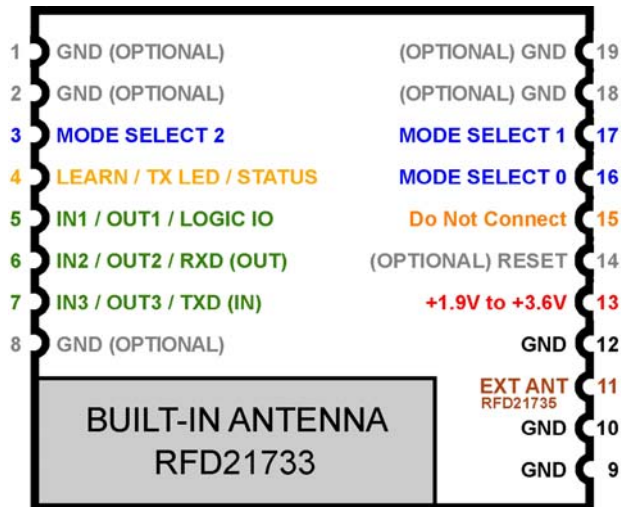 1 GND (OPTIONAL) (OPTIONAL) GND 19
2 GND (OPTIONAL) (OPTIONAL) GND 18
3 MODE SELECT 2 MODE SELECT 1 17
4 LEARN / TX LED / STATUS MODE SELECT 0 16
5 IN1 / OUT1 / LOGIC IO Do Not Connect 15
6 IN2 / OUT2 / RXD (OUT) (OPTIONAL) RESET 14
7 IN3 / OUT3 / TXD (IN) +1.9V to +3.6V 13
8 GND (OPTIONAL) GND 12
EXT ANT 11
RFD21735
BUILT-IN ANTENNA GND 10
RFD21733 GND 9